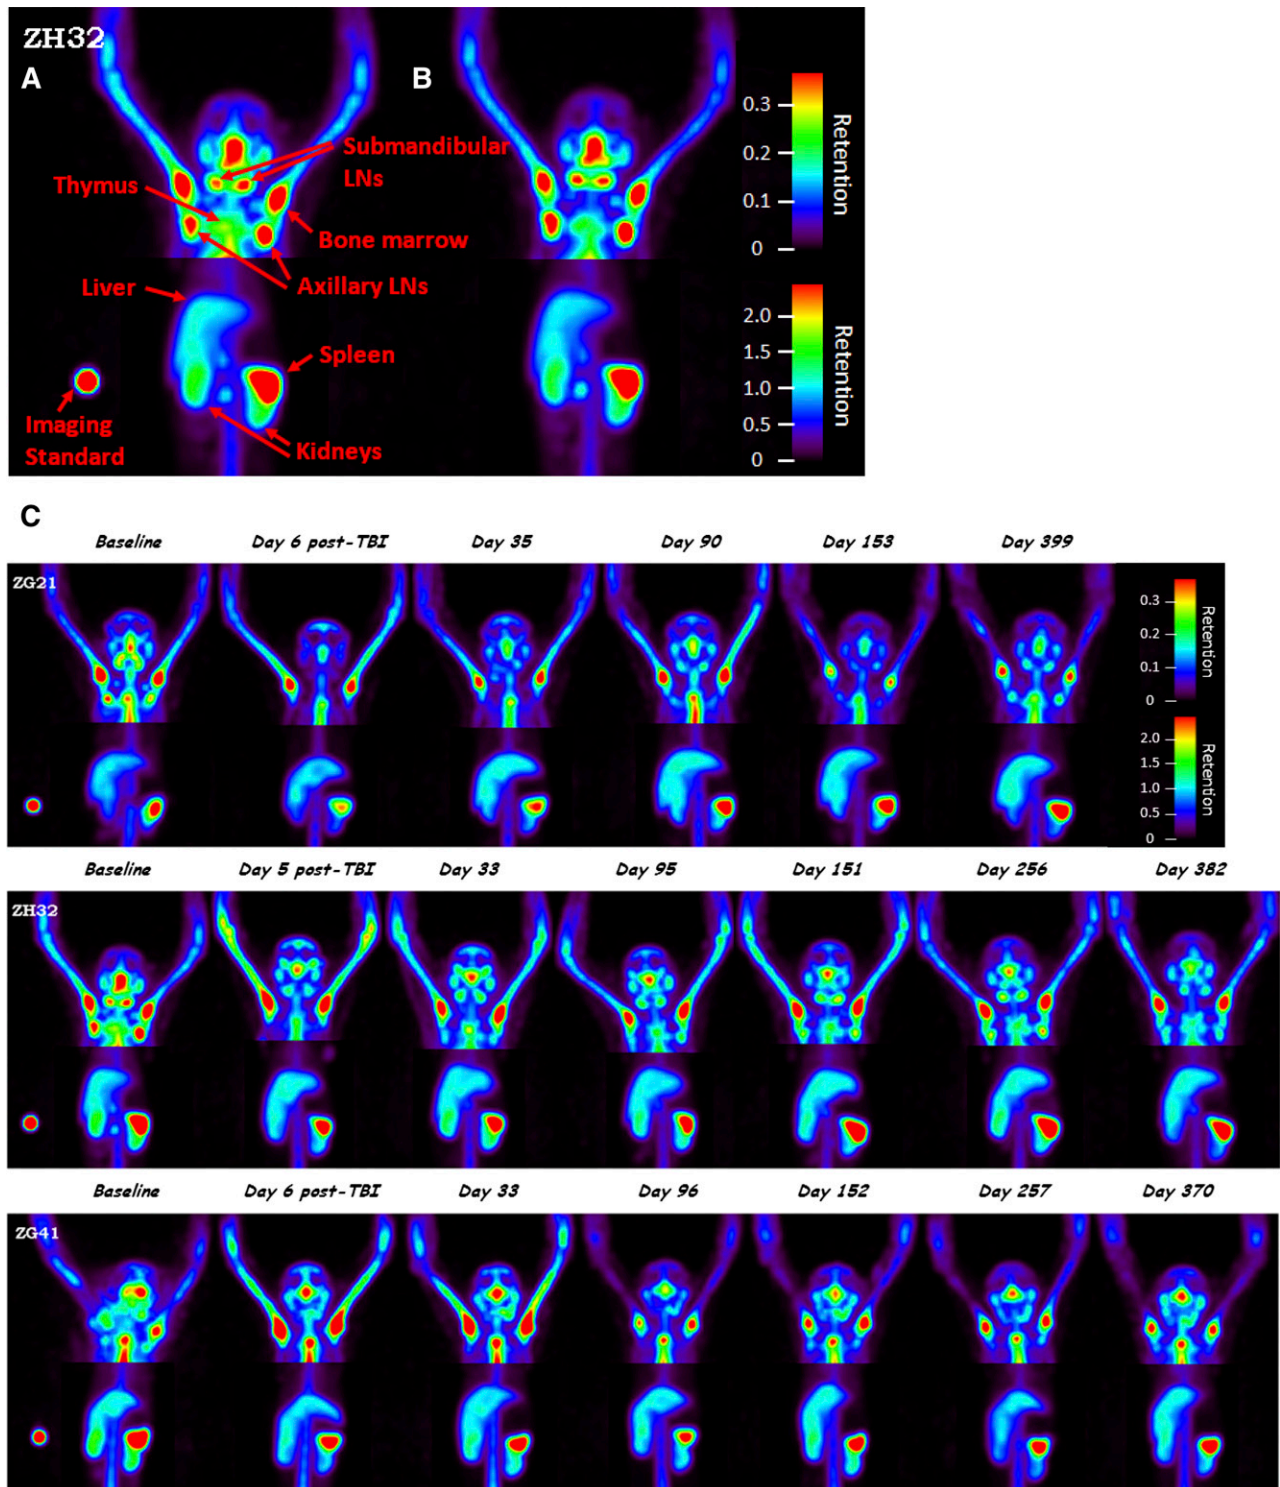 ZH32
A
B
Submandibular
LNs
Thymus
Bone marrow
Axillary LNs
Liver
Spleen
Imaging
Standard
Kidneys
0.3
0.2
0.1
0
Retention
2.0
1.5
1.0
0.5
0
Retention
C
Baseline Day 6 post-TBI Day 35 Day 90 Day 153 Day 399
ZG21
0.3
0.2
0.1
0
Retention
2.0
1.5
1.0
0.5
0
Retention
Baseline Day 5 post-TBI Day 33 Day 95 Day 151 Day 256 Day 382
ZH32
Baseline Day 6 post-TBI Day 33 Day 96 Day 152 Day 257 Day 370
ZG41